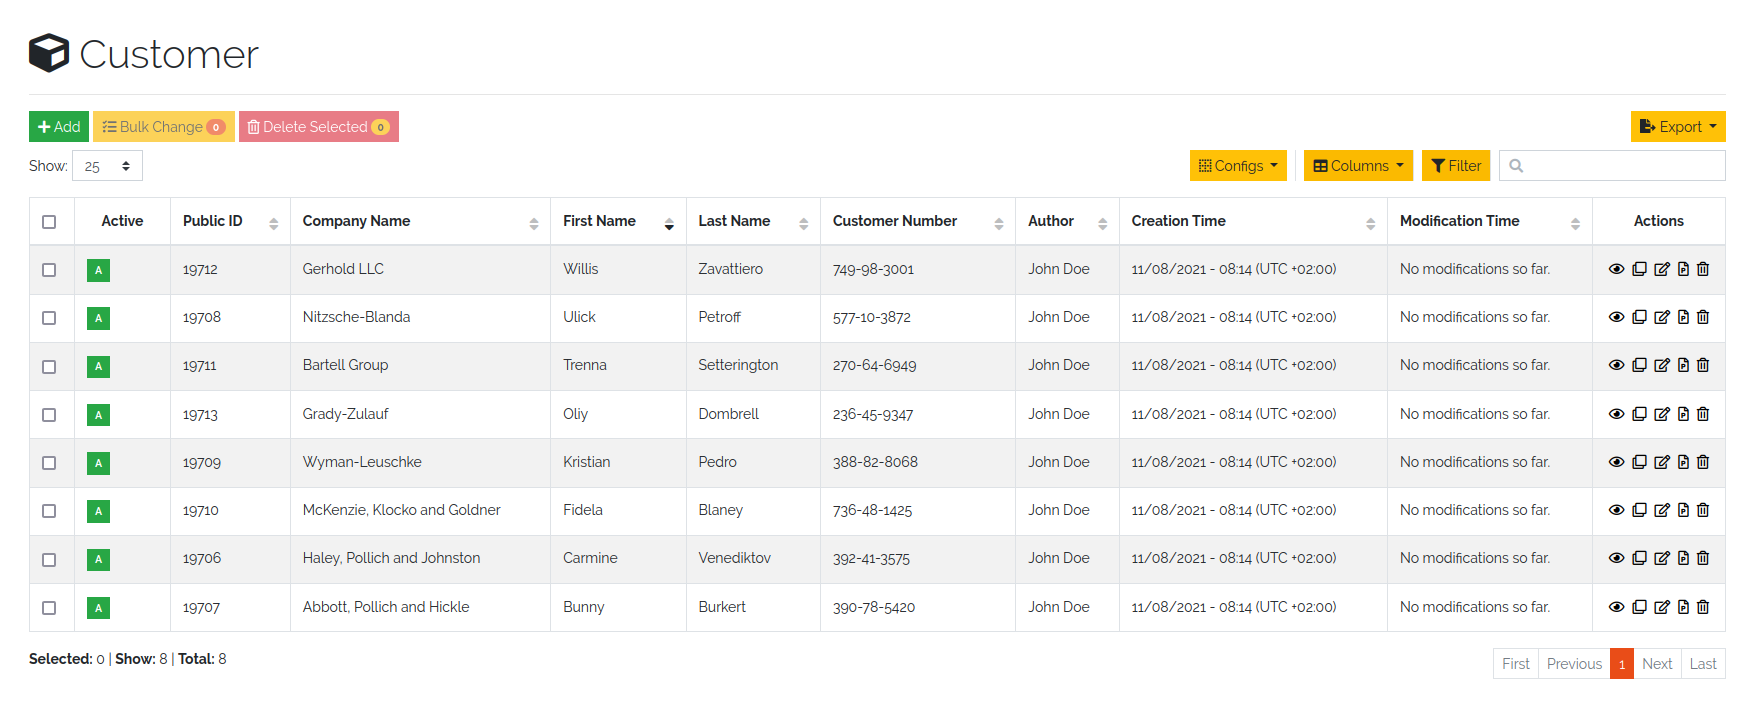 Customer
Add Bulk Change 0 Delete Selected 0 Export
Show: 25 Configs Columns Filter
Active Public ID Company Name First Name Last Name Customer Number Author Creation Time Modification Time Actions
A 19712 Gerhold LLC Willis Zavattiero 749-98-3001 John Doe 11/08/2021 - 08:14 (UTC +02:00) No modifications so far.
A 19708 Nitzsche-Blanda Ulick Petroff 577-10-3872 John Doe 11/08/2021 - 08:14 (UTC +02:00) No modifications so far.
A 19711 Bartell Group Trenna Setterington 270-64-6949 John Doe 11/08/2021 - 08:14 (UTC +02:00) No modifications so far.
A 19713 Grady-Zulauf Oliy Dombrell 236-45-9347 John Doe 11/08/2021 - 08:14 (UTC +02:00) No modifications so far.
A 19709 Wyman-Leuschke Kristian Pedro 388-82-8068 John Doe 11/08/2021 - 08:14 (UTC +02:00) No modifications so far.
A 19710 McKenzie, Klocko and Goldner Fidela Blaney 736-48-1425 John Doe 11/08/2021 - 08:14 (UTC +02:00) No modifications so far.
A 19706 Haley, Pollich and Johnston Carmine Venediktov 392-41-3575 John Doe 11/08/2021 - 08:14 (UTC +02:00) No modifications so far.
A 19707 Abbott, Pollich and Hickle Bunny Burkert 390-78-5420 John Doe 11/08/2021 - 08:14 (UTC +02:00) No modifications so far.
Selected: 0 | Show: 8 | Total: 8 First Previous 1 Next Last